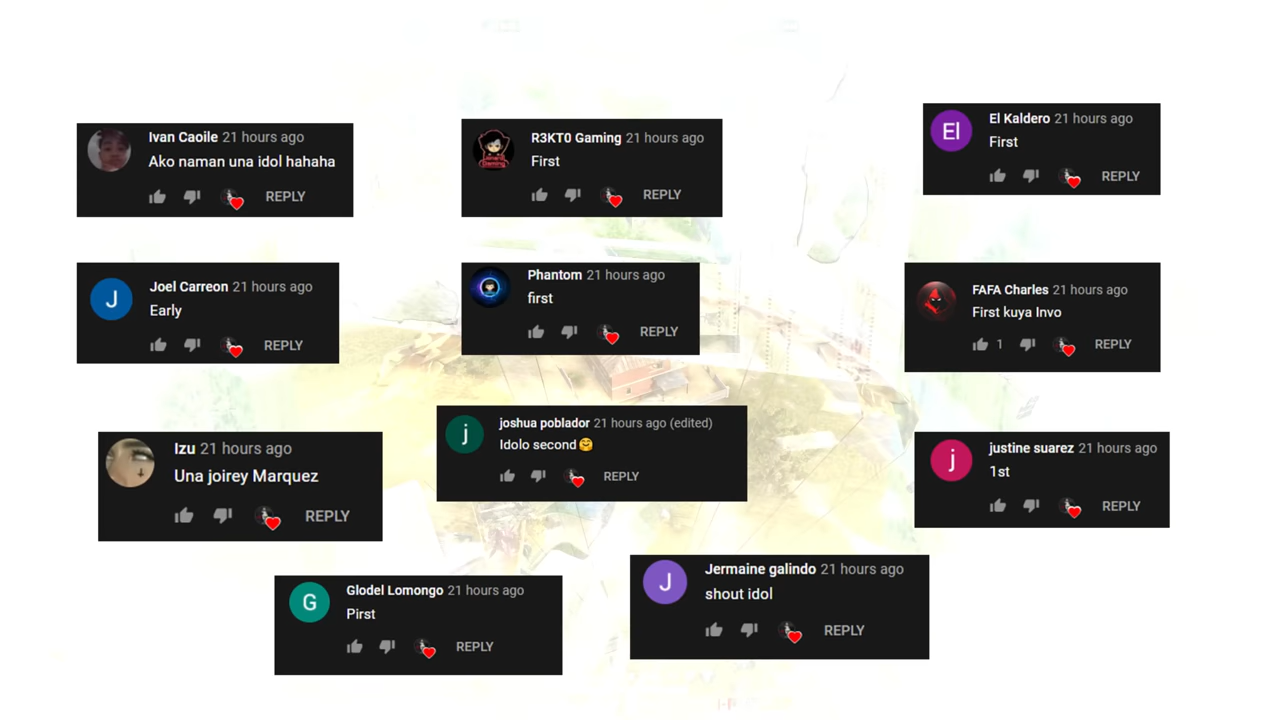 Ivan Caoile 21 hours ago
Ako naman una idol hahaha
REPLY
R3KT0 Gaming 21 hours ago
First
REPLY
El
El Kaldero 21 hours ago
First
REPLY
J
Joel Carreon 21 hours ago
Early
REPLY
Phantom 21 hours ago
first
REPLY
FAFA Charles 21 hours ago
First kuya Invo
1 REPLY
Izu 21 hours ago
Una joirey Marquez
REPLY
j
joshua poblador 21 hours ago (edited)
Idolo second🤗
REPLY
j
justine suarez 21 hours ago
1st
REPLY
G
Glodel Lomongo 21 hours ago
Pirst
REPLY
J
Jermaine galindo 21 hours ago
shout idol
REPLY